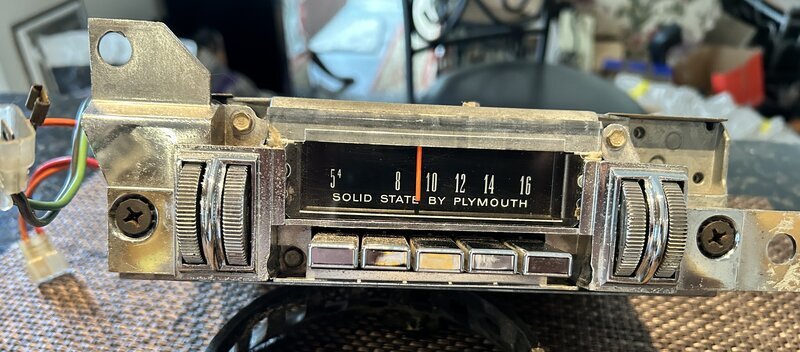 5⁴ 8 10 12 14 16
SOLID STATE BY PLYMOUTH